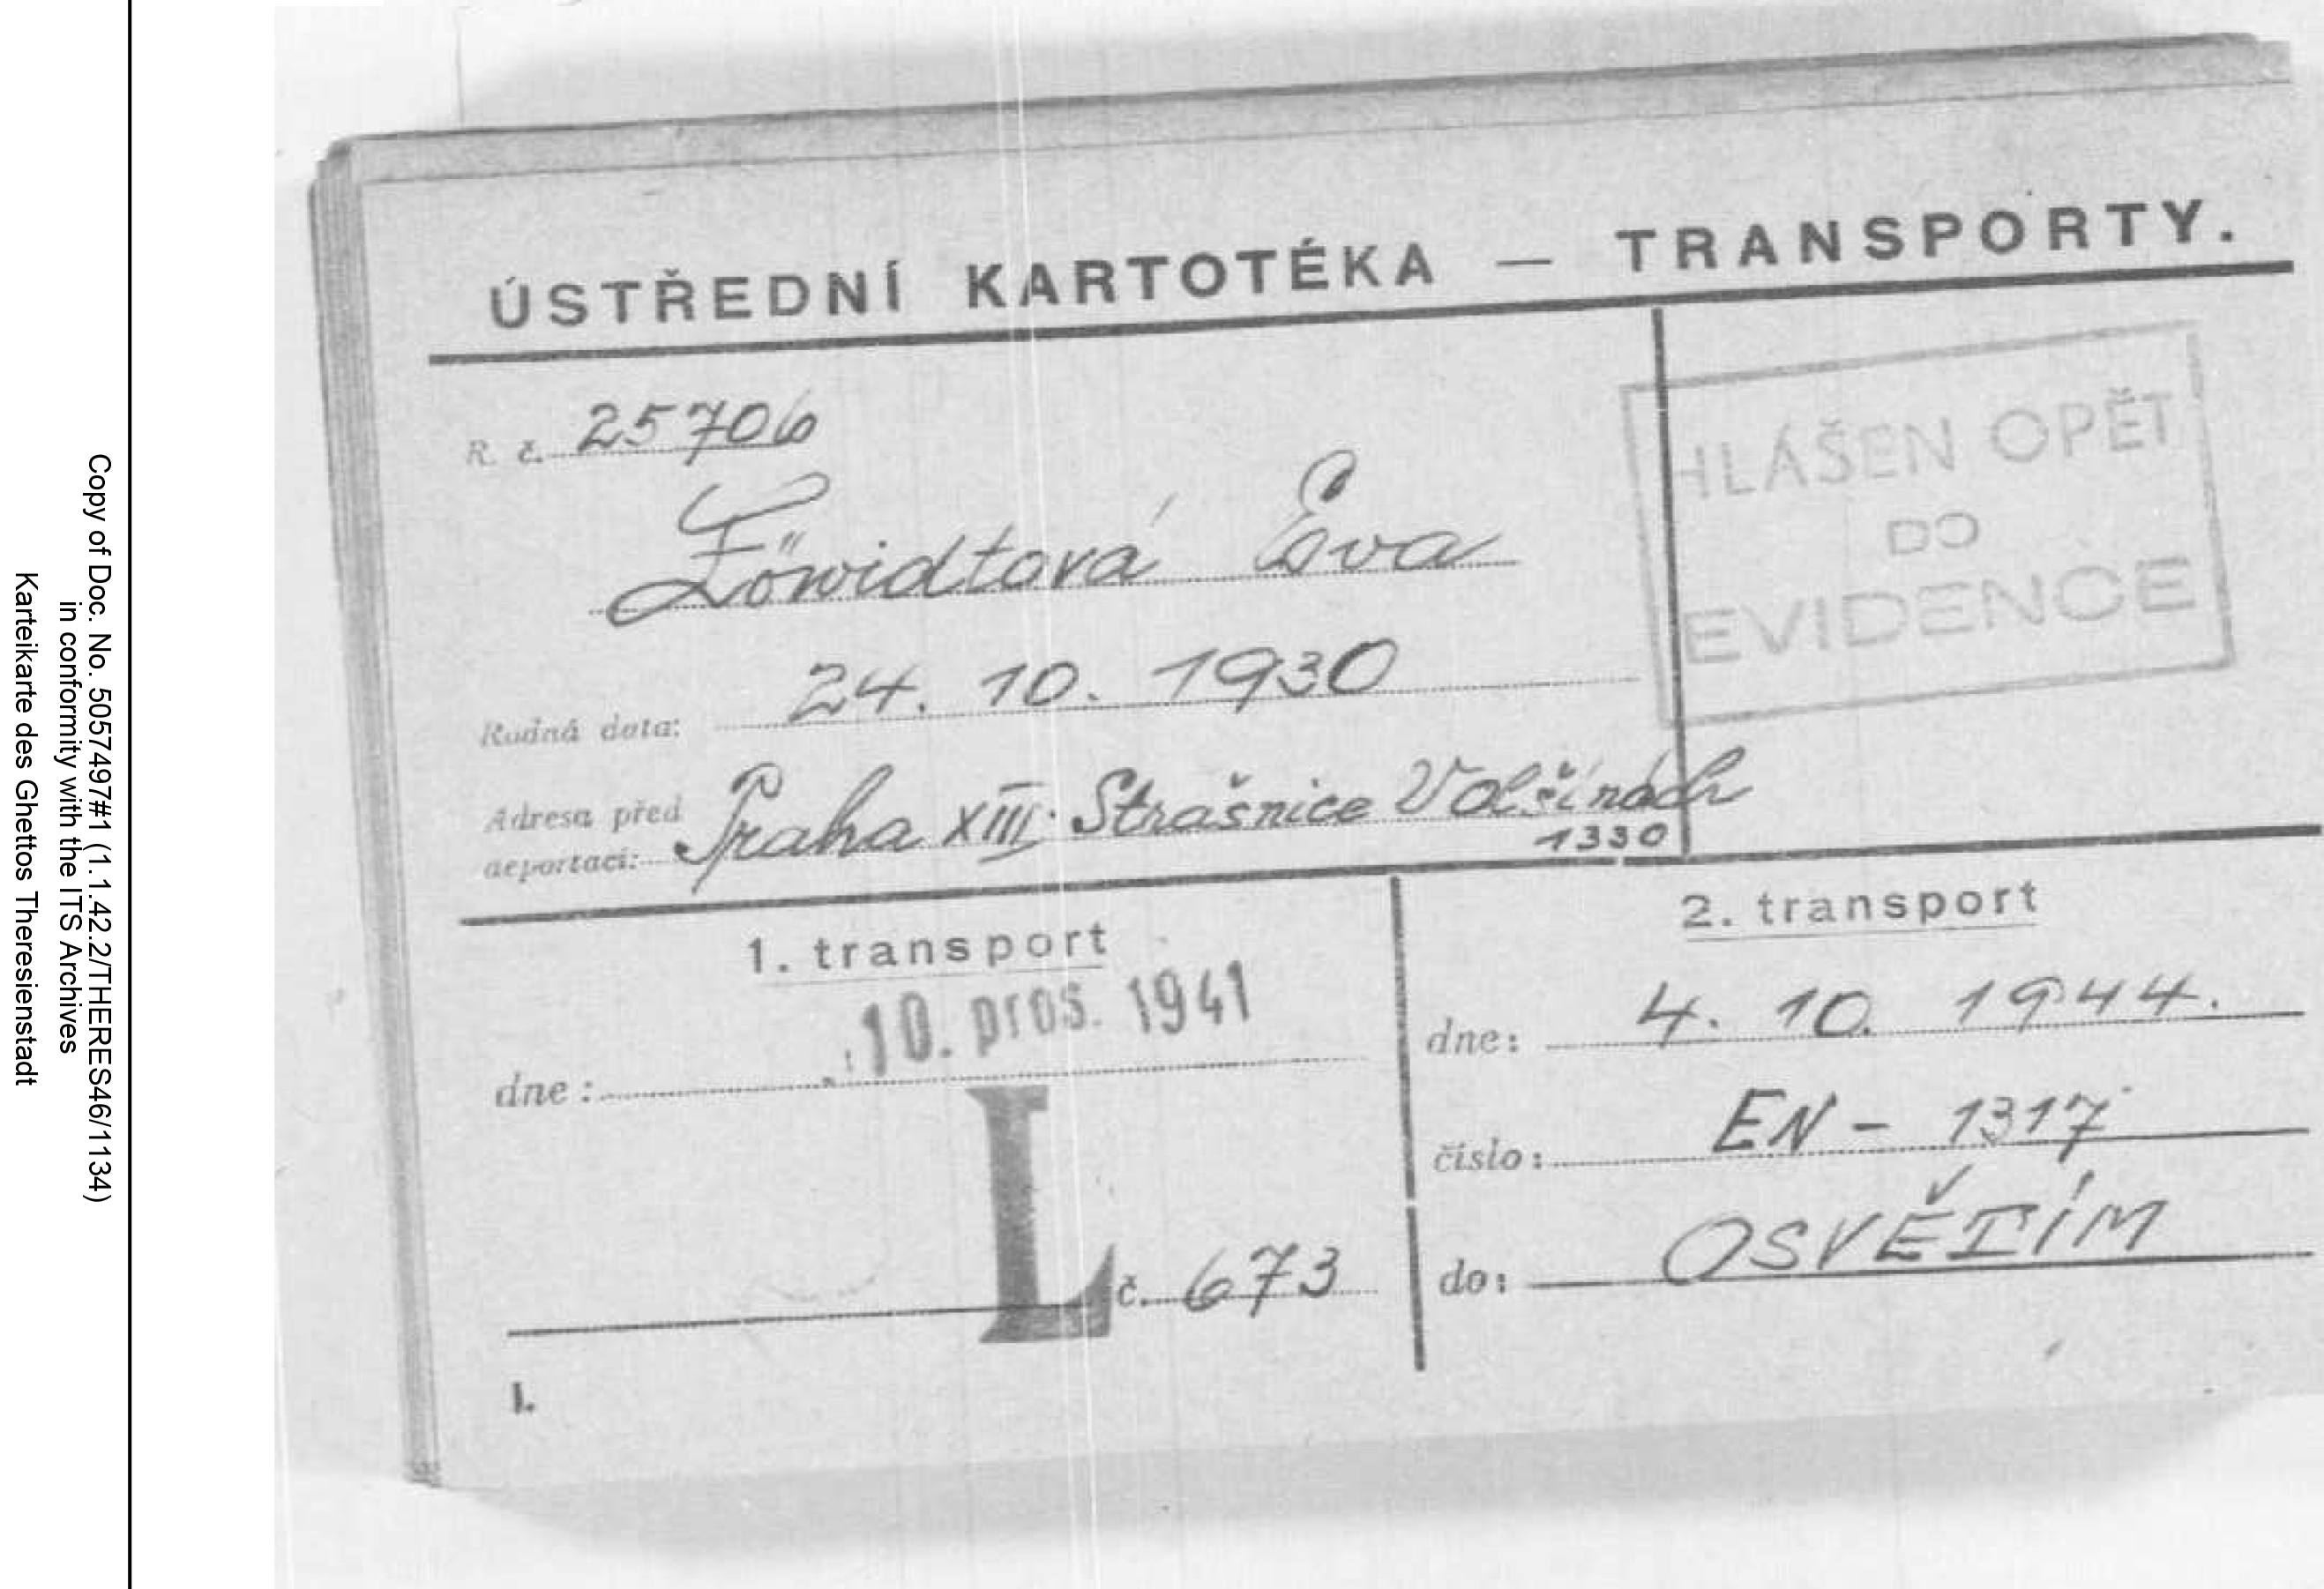 Copy of Doc. No. 5057497#1 (1.1.42.2/THERES46/1134)
in conformity with the ITS Archives
Karteikarte des Ghettos Theresienstadt
ÚSTŘEDNÍ KARTOTÉKA — TRANSPORTY.
R. č. 25706
Löwidtová Eva
HLÁŠEN OPĚT
DO
EVIDENCE
Rodná data: 24. 10. 1930
Adresa před
deportací: Praha XIII. Strašnice V olšinách
1330
1. transport
dne: 10. pros. 1941
L č. 673
2. transport
dne: 4. 10. 1944.
číslo: EN - 1317
do: OSVĚTÍM
1.